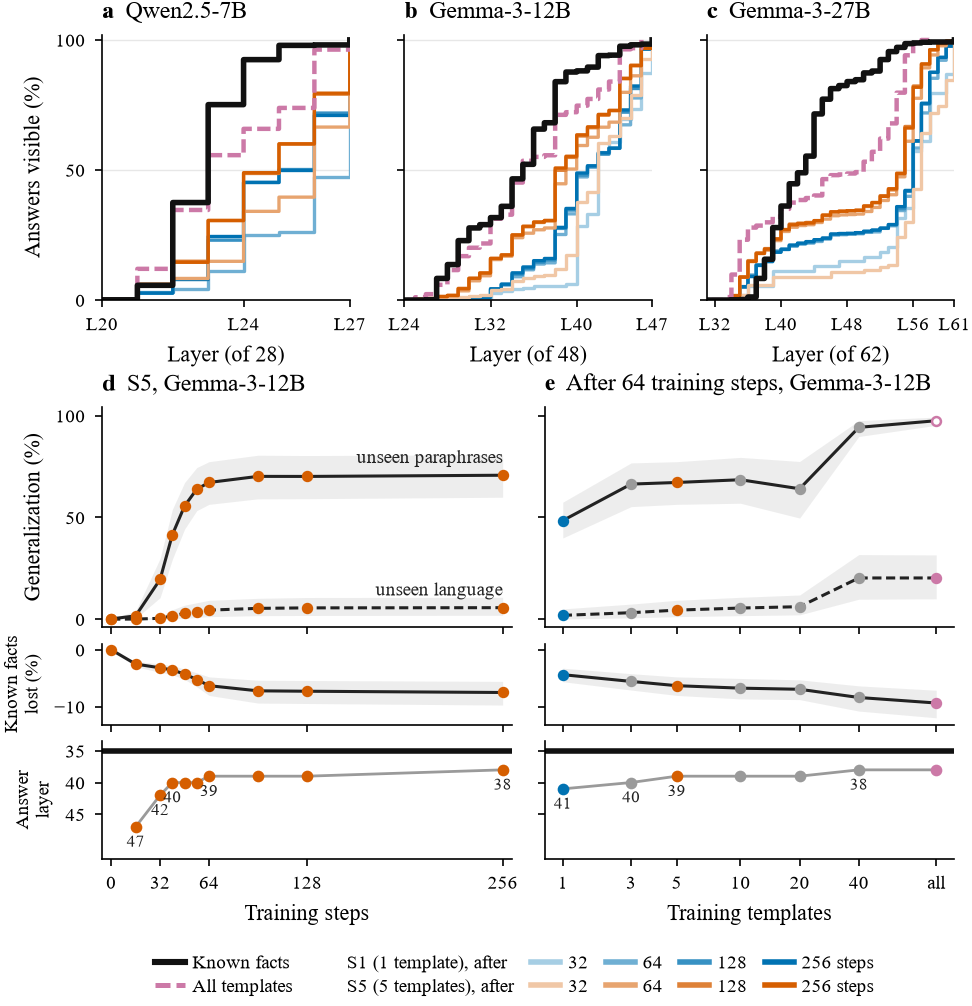 a Qwen2.5-7B
b Gemma-3-12B
c Gemma-3-27B
Answers visible (%)
100
50
0
L20 L24 L27
L24 L32 L40 L47
L32 L40 L48 L56 L61
Layer (of 28)
Layer (of 48)
Layer (of 62)
d S5, Gemma-3-12B
e After 64 training steps, Gemma-3-12B
Generalization (%)
100
50
0
unseen paraphrases
unseen language
Known facts
lost (%)
0
−10
Answer
layer
35
40
45
47
42
40
39
38
41
40
39
38
0 32 64 128 256
1 3 5 10 20 40 all
Training steps
Training templates
Known facts
All templates
S1 (1 template), after 32 64 128 256 steps
S5 (5 templates), after 32 64 128 256 steps